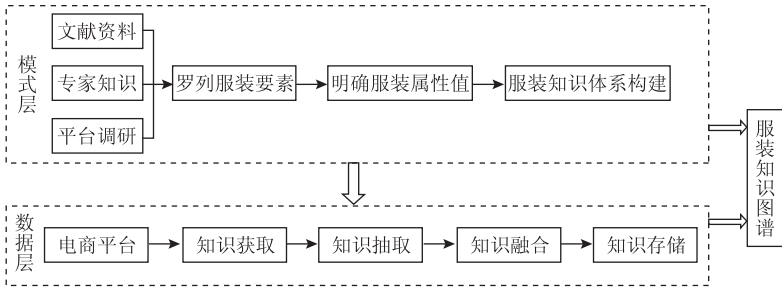 模式层
文献资料
专家知识
平台调研
罗列服装要素
明确服装属性值
服装知识体系构建
数据层
电商平台
知识获取
知识抽取
知识融合
知识存储
服装知识图谱